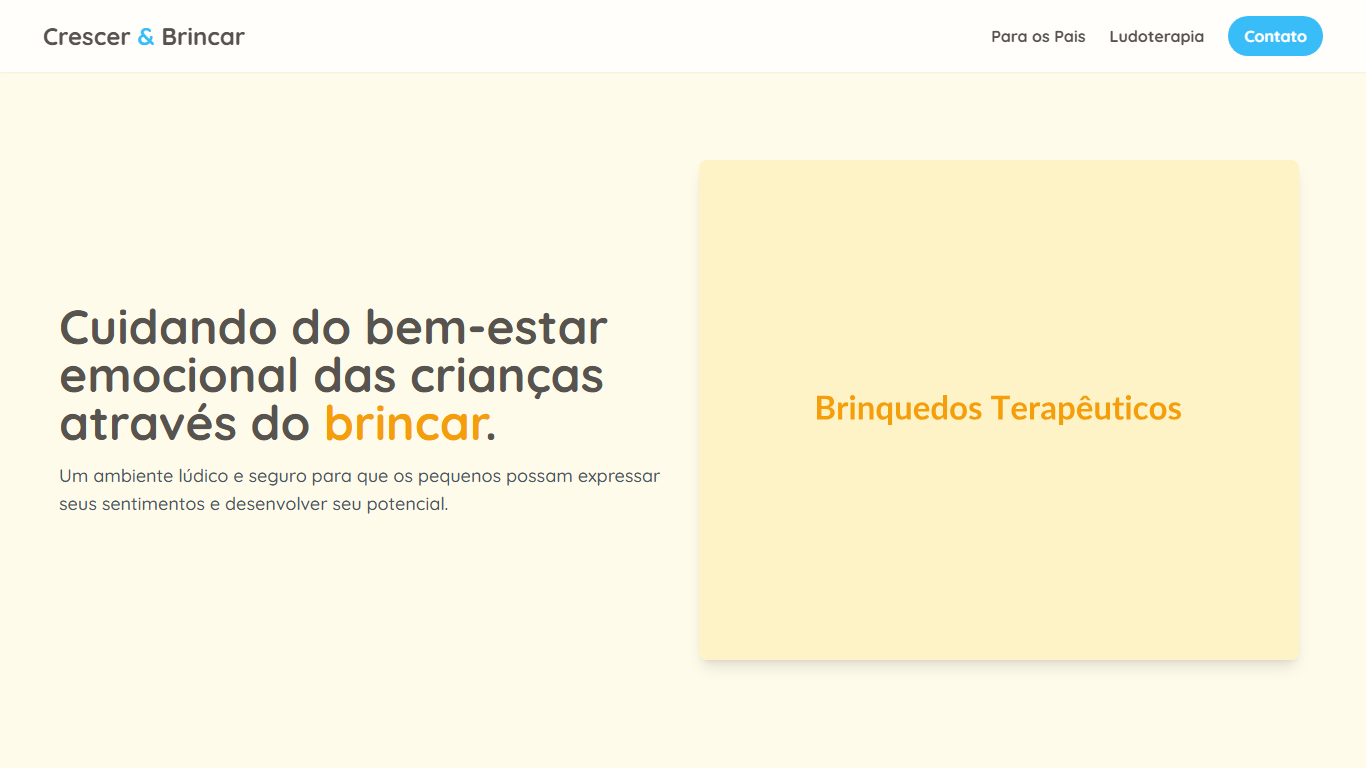 Crescer & Brincar
Para os Pais
Ludoterapia
Contato
Cuidando do bem-estar
emocional das crianças
através do brincar.
Um ambiente lúdico e seguro para que os pequenos possam expressar
seus sentimentos e desenvolver seu potencial.
Brinquedos Terapêuticos